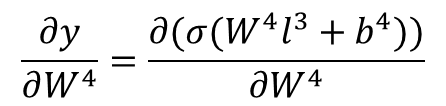 ∂y/∂W⁴ = ∂(σ(W⁴l³ + b⁴))/∂W⁴